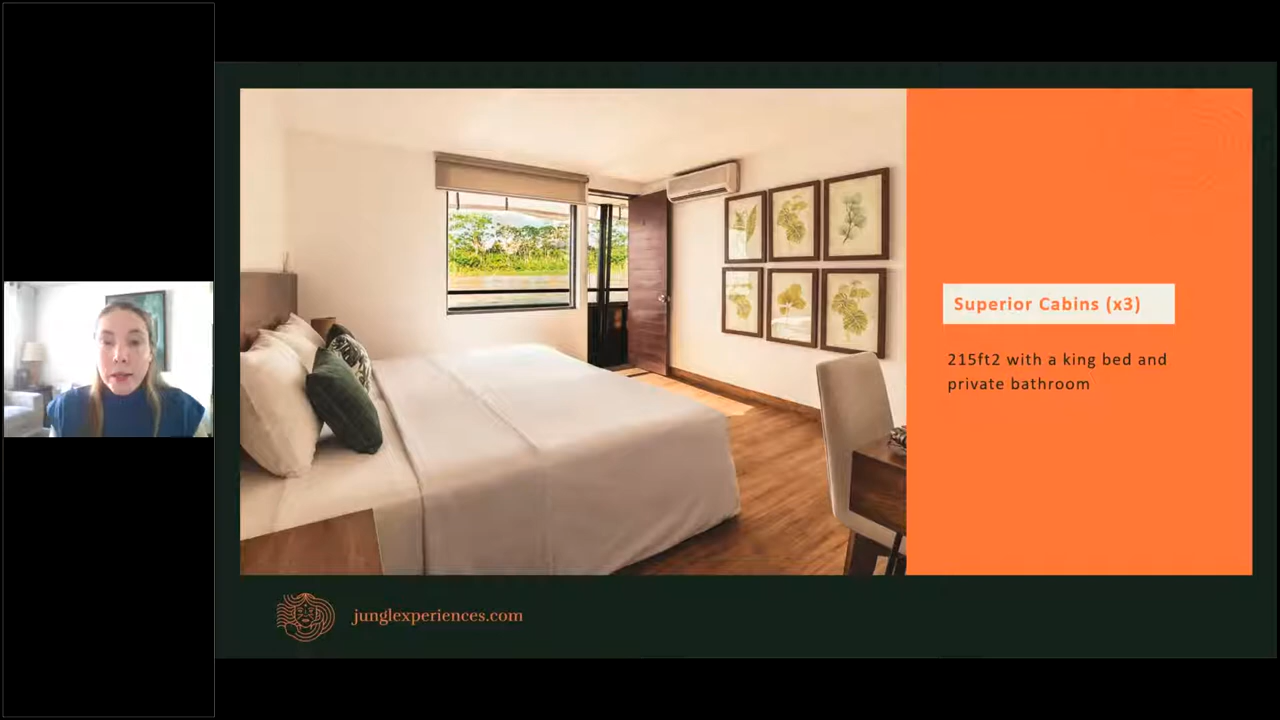 Superior Cabins (x3)
215ft2 with a king bed and
private bathroom
junglexperiences.com